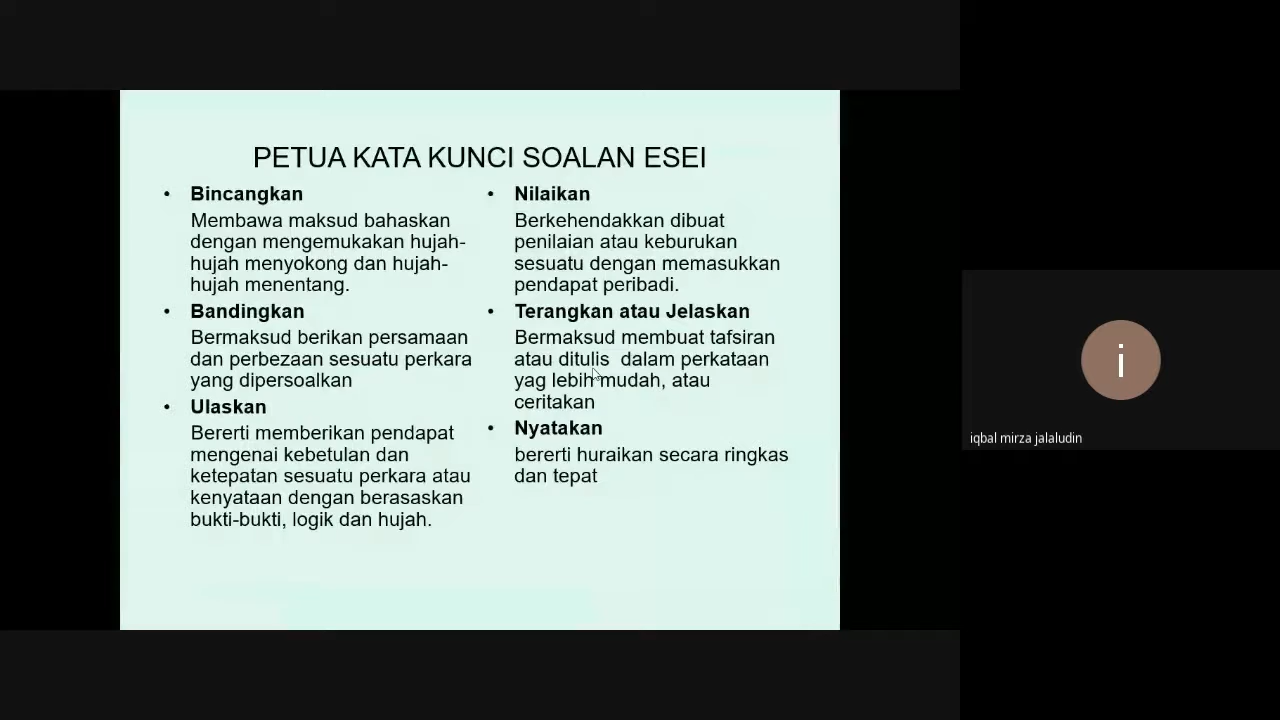 PETUA KATA KUNCI SOALAN ESEI
• Bincangkan
Membawa maksud bahaskan
dengan mengemukakan hujah-
hujah menyokong dan hujah-
hujah menentang.
• Bandingkan
Bermaksud berikan persamaan
dan perbezaan sesuatu perkara
yang dipersoalkan
• Ulaskan
Bererti memberikan pendapat
mengenai kebetulan dan
ketepatan sesuatu perkara atau
kenyataan dengan berasaskan
bukti-bukti, logik dan hujah.
• Nilaikan
Berkehendakkan dibuat
penilaian atau keburukan
sesuatu dengan memasukkan
pendapat peribadi.
• Terangkan atau Jelaskan
Bermaksud membuat tafsiran
atau ditulis  dalam perkataan
yag lebih mudah, atau
ceritakan
• Nyatakan
bererti huraikan secara ringkas
dan tepat
i
iqbal mirza jalaludin